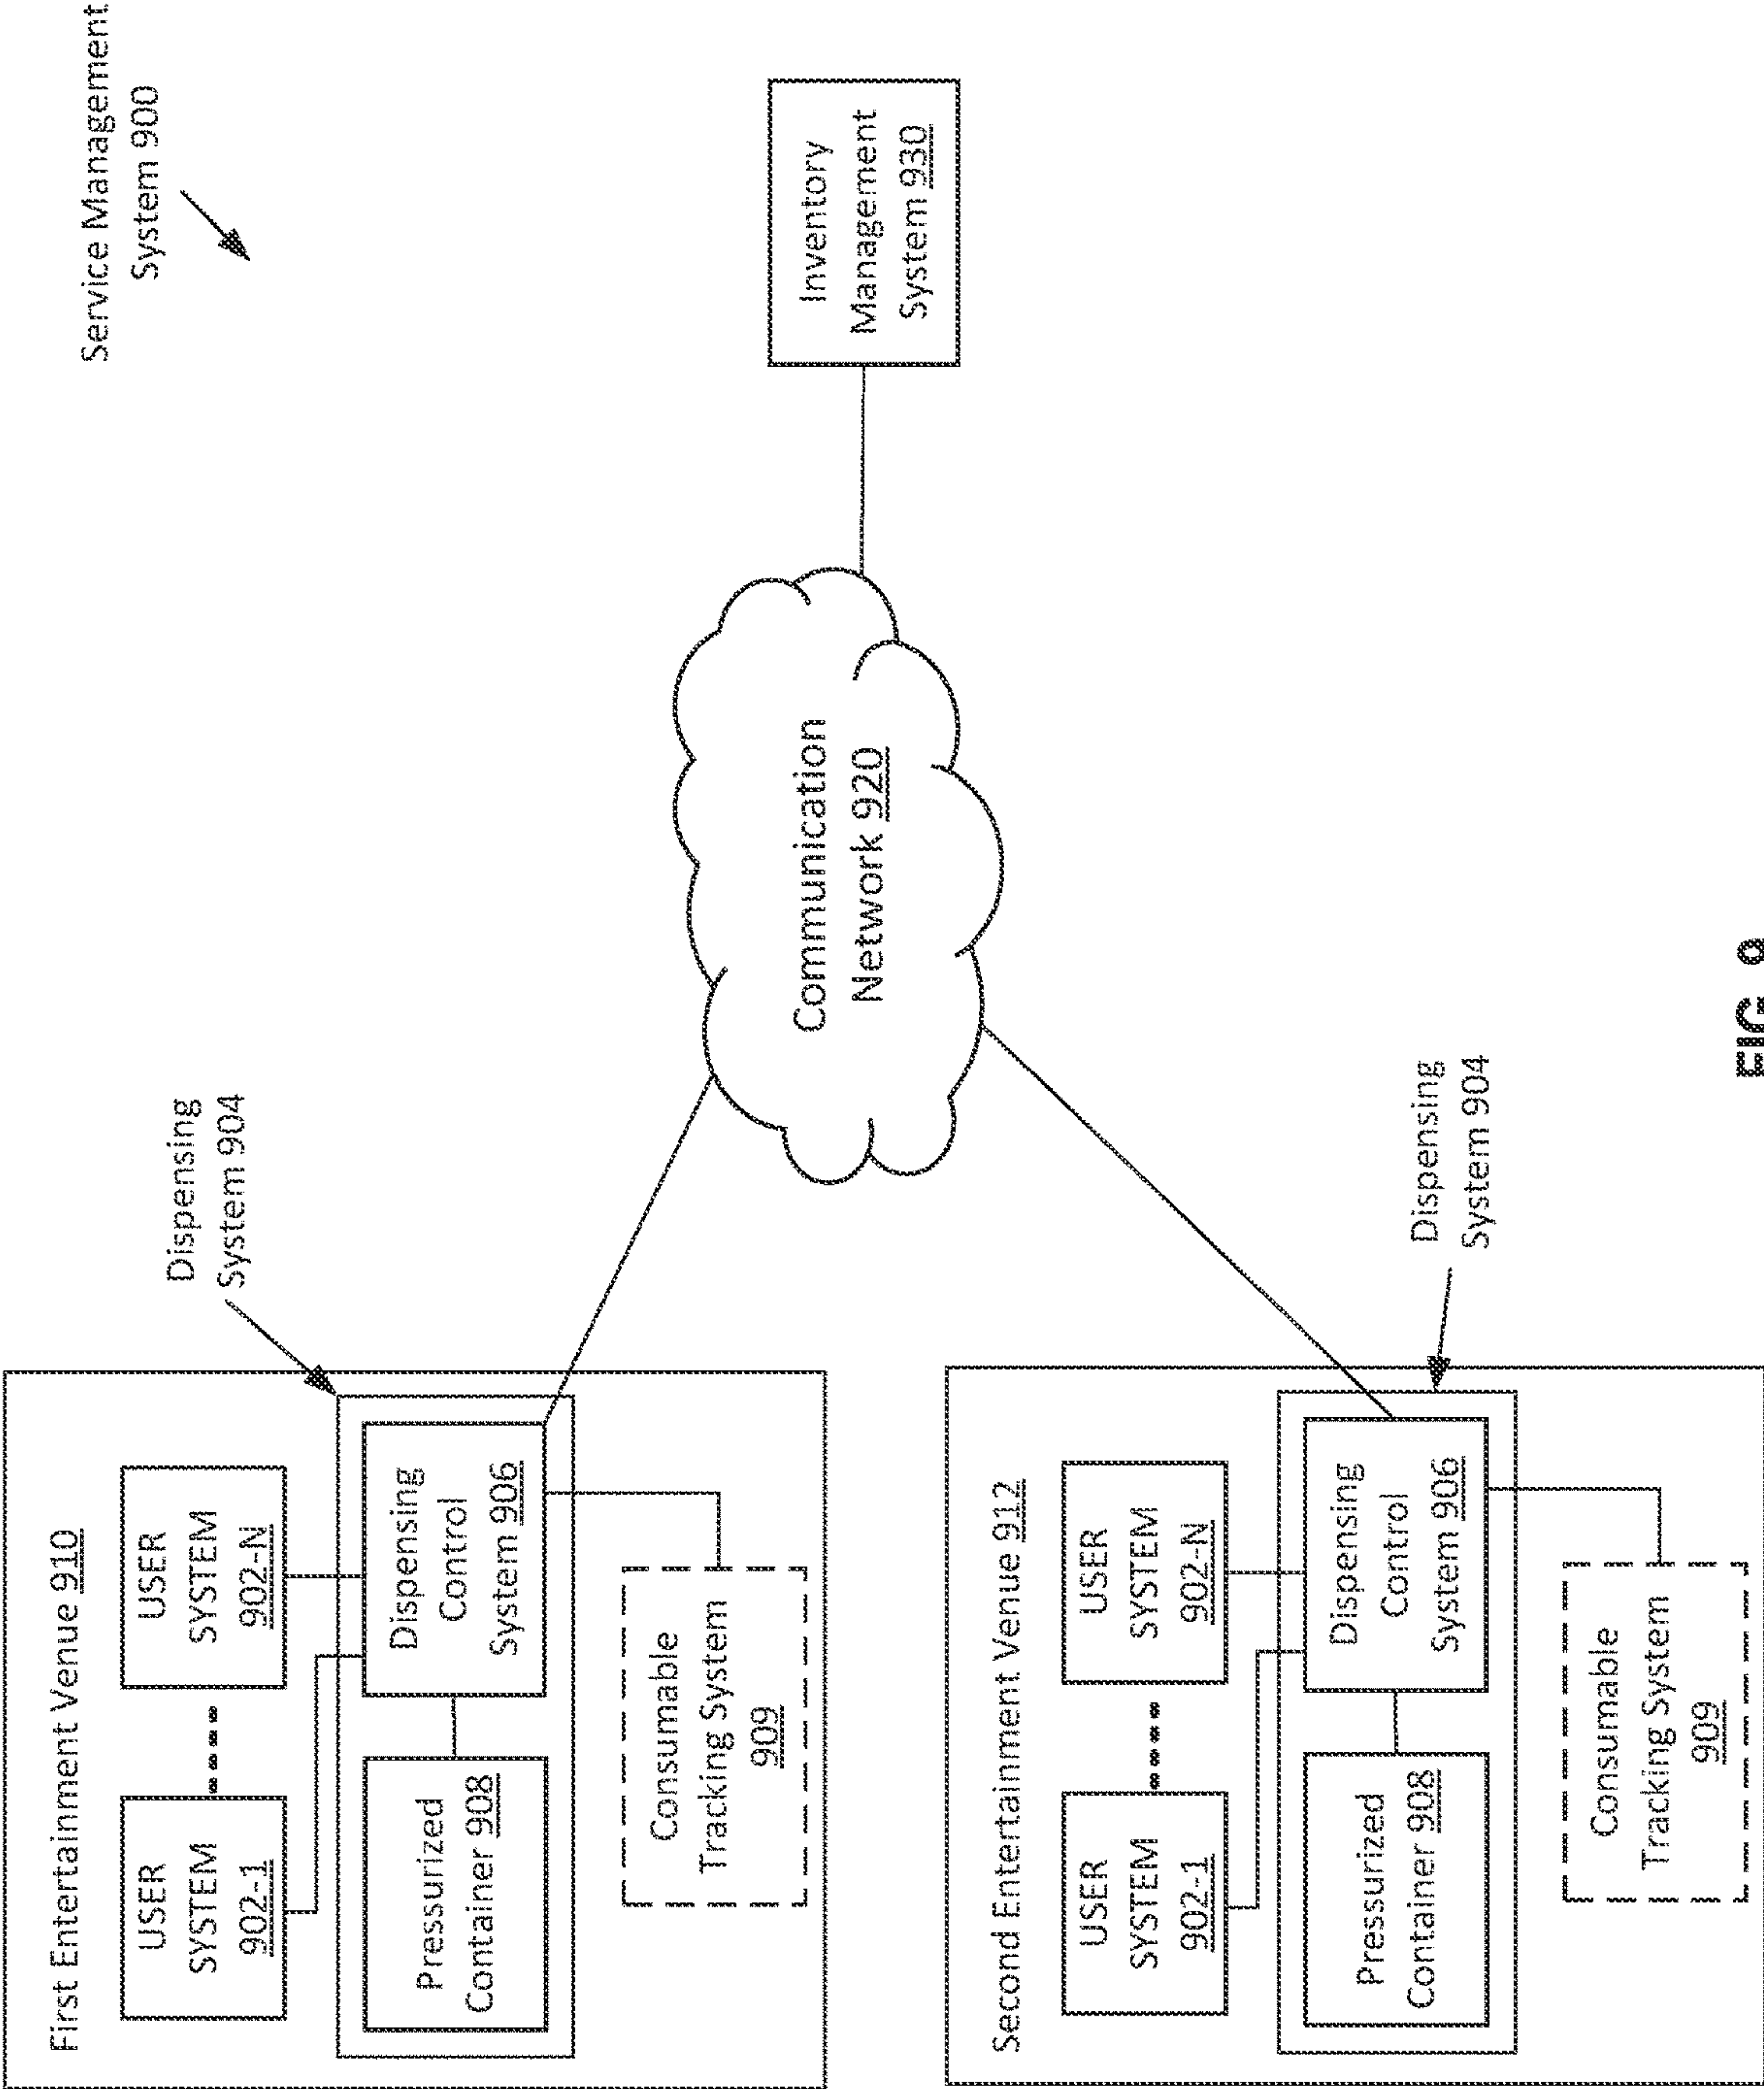 Service Management
System 900
First Entertainment Venue 910
USER
SYSTEM
902-1
USER
SYSTEM
902-N
Dispensing
System 904
Pressurized
Container 908
Dispensing
Control
System 906
Consumable
Tracking System
909
Communication
Network 920
Inventory
Management
System 930
Second Entertainment Venue 912
USER
SYSTEM
902-1
USER
SYSTEM
902-N
Dispensing
System 904
Pressurized
Container 908
Dispensing
Control
System 906
Consumable
Tracking System
909
FIG. 9